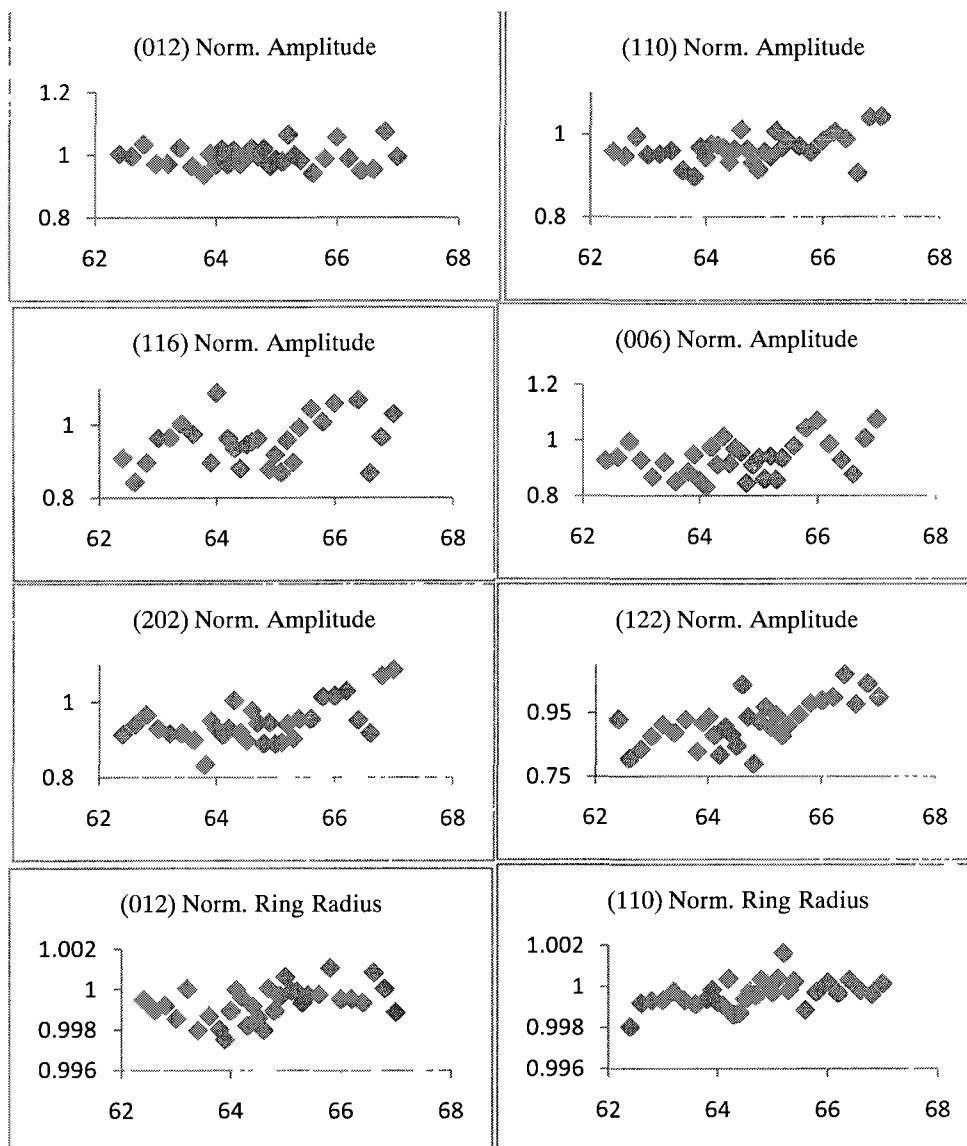 (012) Norm. Amplitude
1.2
1
0.8
62 64 66 68
(110) Norm. Amplitude
1
0.8
62 64 66 68
(116) Norm. Amplitude
1
0.8
62 64 66 68
(006) Norm. Amplitude
1.2
1
0.8
62 64 66 68
(202) Norm. Amplitude
1
0.8
62 64 66 68
(122) Norm. Amplitude
0.95
0.75
62 64 66 68
(012) Norm. Ring Radius
1.002
1
0.998
0.996
62 64 66 68
(110) Norm. Ring Radius
1.002
1
0.998
0.996
62 64 66 68